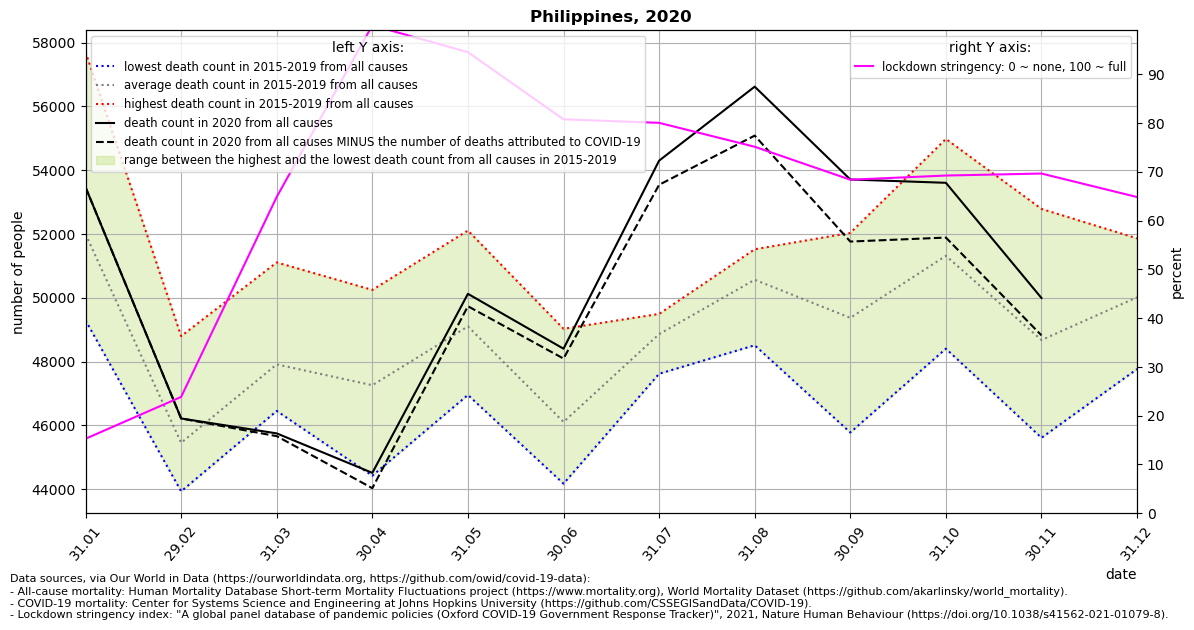 Philippines, 2020
left Y axis:
lowest death count in 2015-2019 from all causes
average death count in 2015-2019 from all causes
highest death count in 2015-2019 from all causes
death count in 2020 from all causes
death count in 2020 from all causes MINUS the number of deaths attributed to COVID-19
range between the highest and the lowest death count from all causes in 2015-2019
right Y axis:
lockdown stringency: 0 ~ none, 100 ~ full
number of people
58000
56000
54000
52000
50000
48000
46000
44000
percent
90
80
70
60
50
40
30
20
10
0
31.01
29.02
31.03
30.04
31.05
30.06
31.07
31.08
30.09
31.10
30.11
31.12
date
Data sources, via Our World in Data (https://ourworldindata.org, https://github.com/owid/covid-19-data):
- All-cause mortality: Human Mortality Database Short-term Mortality Fluctuations project (https://www.mortality.org), World Mortality Dataset (https://github.com/akarlinsky/world_mortality).
- COVID-19 mortality: Center for Systems Science and Engineering at Johns Hopkins University (https://github.com/CSSEGISandData/COVID-19).
- Lockdown stringency index: "A global panel database of pandemic policies (Oxford COVID-19 Government Response Tracker)", 2021, Nature Human Behaviour (https://doi.org/10.1038/s41562-021-01079-8).